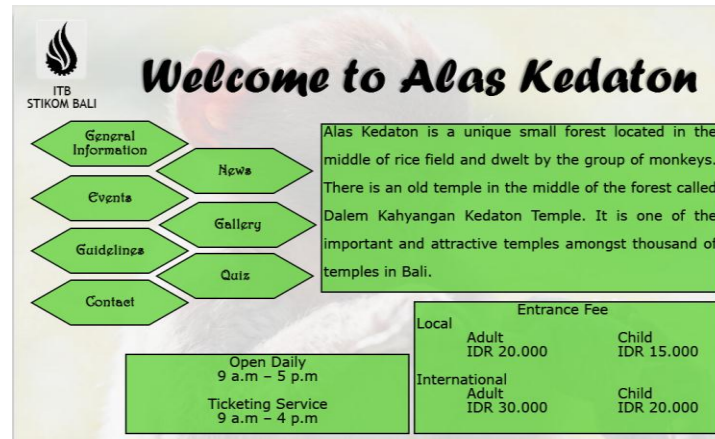 ITB
STIKOM BALI
Welcome to Alas Kedaton
General
Information
News
Events
Gallery
Guidelines
Quiz
Contact
Alas Kedaton is a unique small forest located in the
middle of rice field and dwelt by the group of monkeys.
There is an old temple in the middle of the forest called
Dalem Kahyangan Kedaton Temple. It is one of the
important and attractive temples amongst thousand of
temples in Bali.
Entrance Fee
Local
Adult Child
IDR 20.000 IDR 15.000
International
Adult Child
IDR 30.000 IDR 20.000
Open Daily
9 a.m – 5 p.m
Ticketing Service
9 a.m – 4 p.m